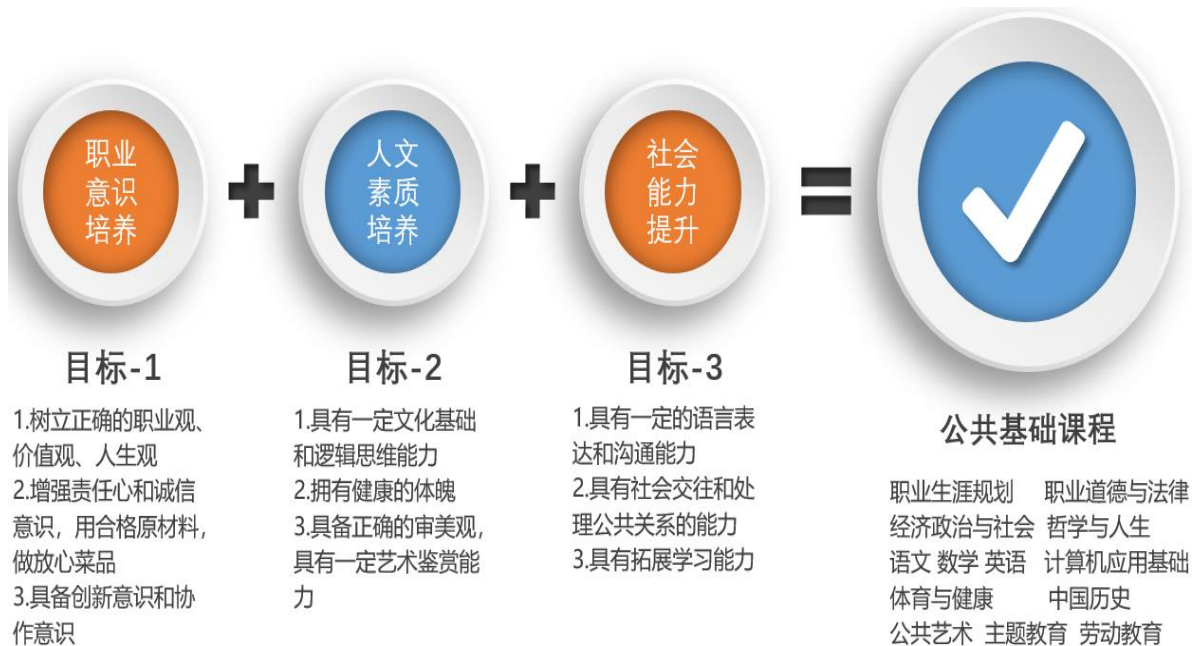 职业
意识
培养
人文
素质
培养
社会
能力
提升
目标-1
1.树立正确的职业观、
价值观、人生观
2.增强责任心和诚信
意识，用合格原材料，
做放心菜品
3.具备创新意识和协
作意识
目标-2
1.具有一定文化基础
和逻辑思维能力
2.拥有健康的体魄
3.具备正确的审美观，
具有一定艺术鉴赏能
力
目标-3
1.具有一定的语言表
达和沟通能力
2.具有社会交往和处
理公共关系的能力
3.具有拓展学习能力
公共基础课程
职业生涯规划 职业道德与法律
经济政治与社会 哲学与人生
语文 数学 英语 计算机应用基础
体育与健康 中国历史
公共艺术 主题教育 劳动教育